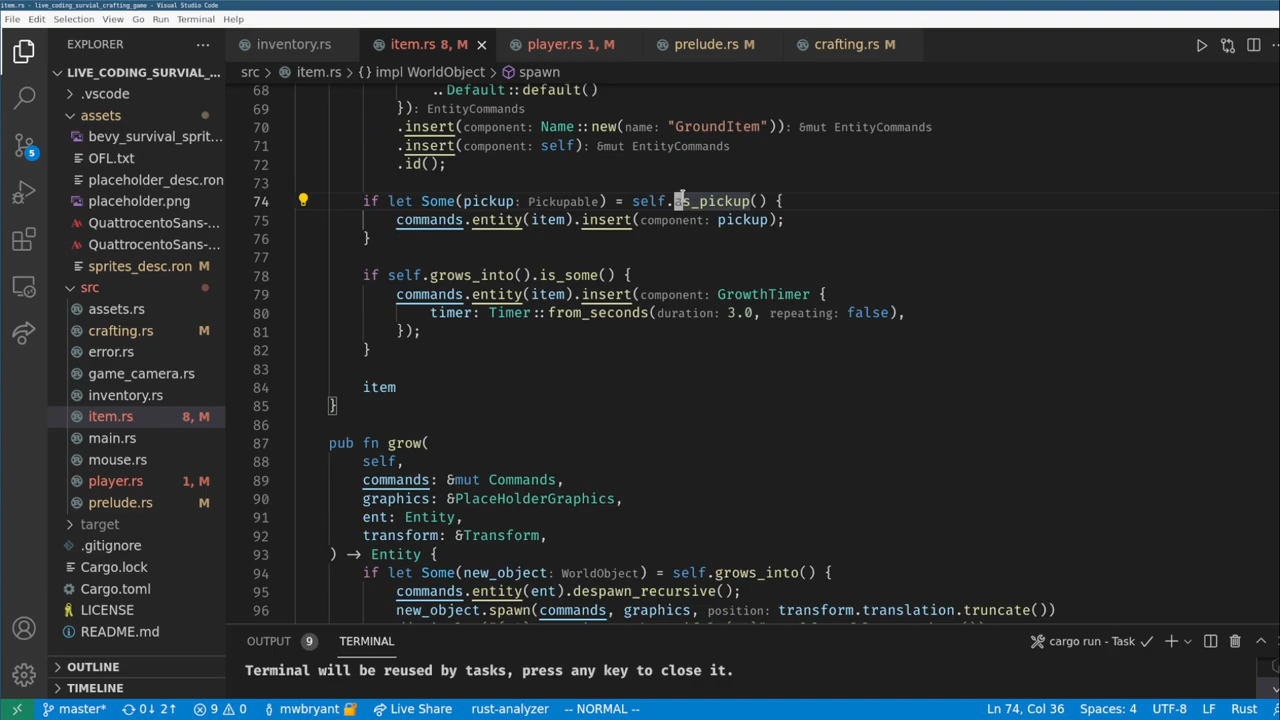 item.rs - live_coding_survial_crafting_game - Visual Studio Code
File Edit Selection View Go Run Terminal Help
EXPLORER
inventory.rs item.rs 8, M player.rs 1, M prelude.rs M crafting.rs M
LIVE_CODING_SURVIAL_...
src > item.rs > {} impl WorldObject > spawn
.vscode
assets
bevy_survival_sprit...
OFL.txt
placeholder_desc.ron
placeholder.png
QuattrocentoSans-...
QuattrocentoSans-...
sprites_desc.ron M
src
assets.rs
crafting.rs M
error.rs
game_camera.rs
inventory.rs
item.rs 8, M
main.rs
mouse.rs
player.rs 1, M
prelude.rs M
target
.gitignore
Cargo.lock
Cargo.toml
LICENSE
README.md
OUTLINE
TIMELINE
5
68 ..Default::default()
69 }): EntityCommands
70 .insert(component: Name::new(name: "GroundItem")): &mut EntityCommands
71 .insert(component: self): &mut EntityCommands
72 .id();
73
74 if let Some(pickup: Pickupable) = self.as_pickup() {
75 commands.entity(item).insert(component: pickup);
76 }
77
78 if self.grows_into().is_some() {
79 commands.entity(item).insert(component: GrowthTimer {
80 timer: Timer::from_seconds(duration: 3.0, repeating: false),
81 });
82 }
83
84 item
85 }
86
87 pub fn grow(
88 self,
89 commands: &mut Commands,
90 graphics: &PlaceHolderGraphics,
91 ent: Entity,
92 transform: &Transform,
93 ) → Entity {
94 if let Some(new_object: WorldObject) = self.grows_into() {
95 commands.entity(ent).despawn_recursive();
96 new_object.spawn(commands, graphics, position: transform.translation.truncate())
OUTPUT 9 TERMINAL cargo run - Task
Terminal will be reused by tasks, press any key to close it.
master* 0↓ 2↑ 9 0 mwbryant Live Share rust-analyzer -- NORMAL -- Ln 74, Col 36 Spaces: 4 UTF-8 LF Rust